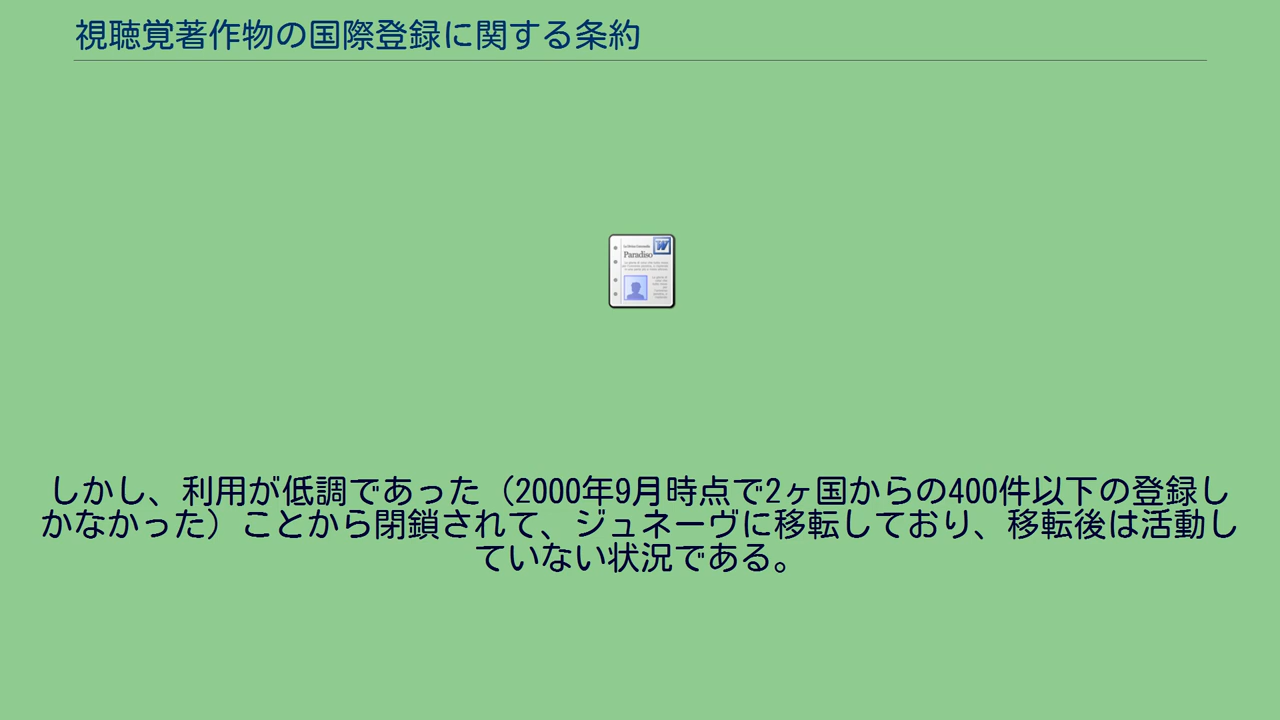 視聴覚著作物の国際登録に関する条約
Paradiso
W
しかし、利用が低調であった（2000年9月時点で2ヶ国からの400件以下の登録し
かなかった）ことから閉鎖されて、ジュネーヴに移転しており、移転後は活動し
ていない状況である。